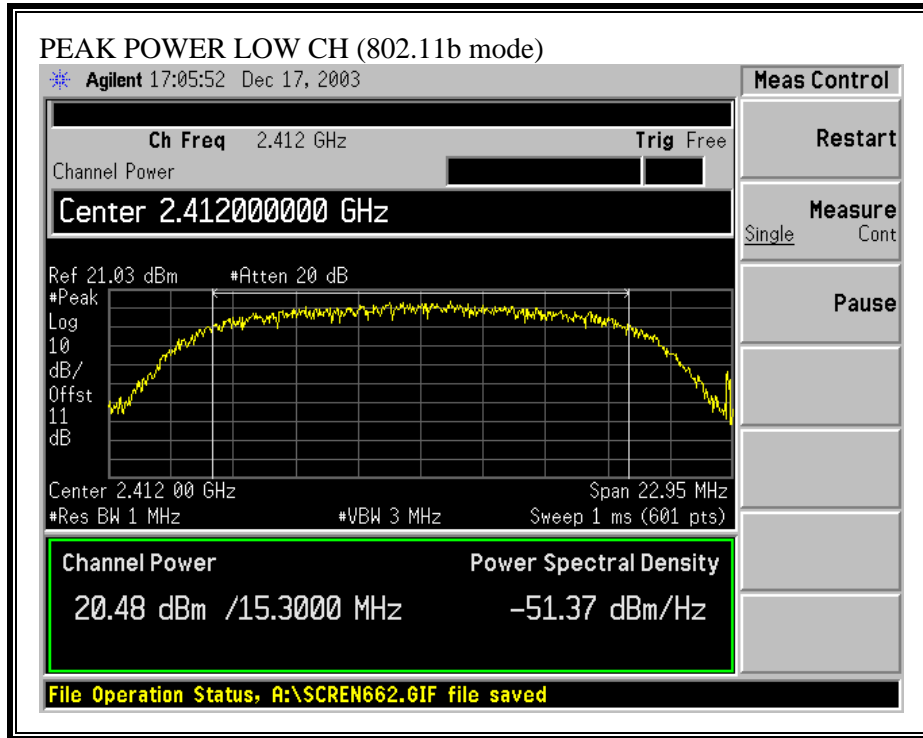 PEAK POWER LOW CH (802.11b mode)
Agilent 17:05:52 Dec 17, 2003
Meas Control
Ch Freq 2.412 GHz Trig Free
Restart
Channel Power
Center 2.412000000 GHz
Measure
Single Cont
Ref 21.03 dBm #Atten 20 dB
Pause
#Peak
Log
10
dB/
Offst
11
dB
Center 2.412 00 GHz Span 22.95 MHz
#Res BW 1 MHz #VBW 3 MHz Sweep 1 ms (601 pts)
Channel Power Power Spectral Density
20.48 dBm /15.3000 MHz -51.37 dBm/Hz
File Operation Status, A:\SCREN662.GIF file saved